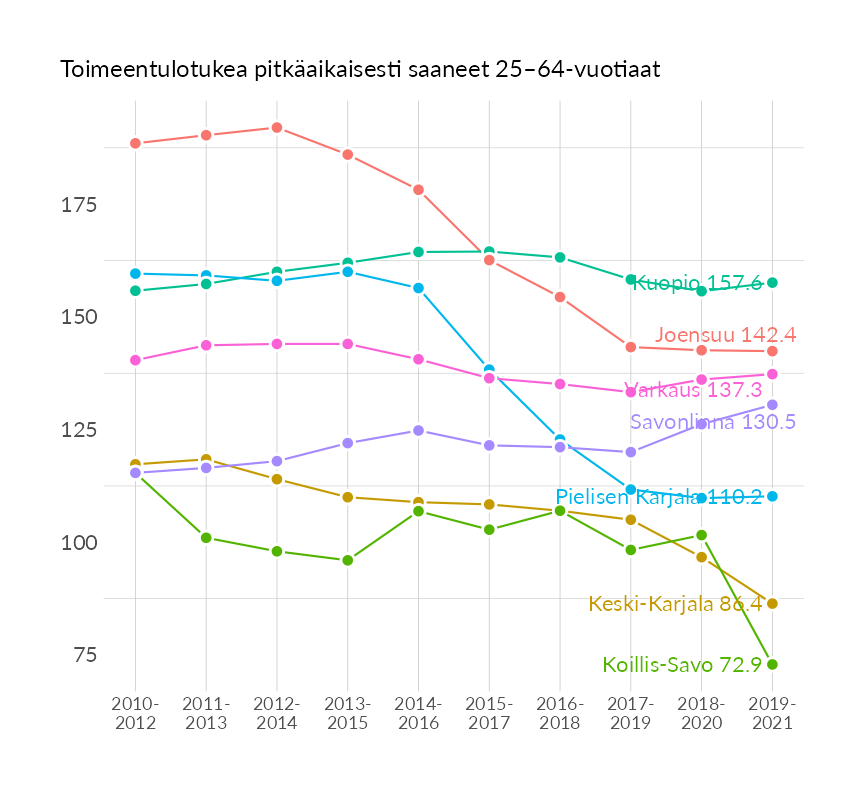 Toimeentulotukea pitkäaikaisesti saaneet 25–64-vuotiaat
175
150
125
100
75
Kuopio 157.6
Joensuu 142.4
Varkaus 137.3
Savonlinna 130.5
Pielisen Karjala 110.2
Keski-Karjala 86.4
Koillis-Savo 72.9
2010- 2011- 2012- 2013- 2014- 2015- 2016- 2017- 2018- 2019-
2012 2013 2014 2015 2016 2017 2018 2019 2020 2021